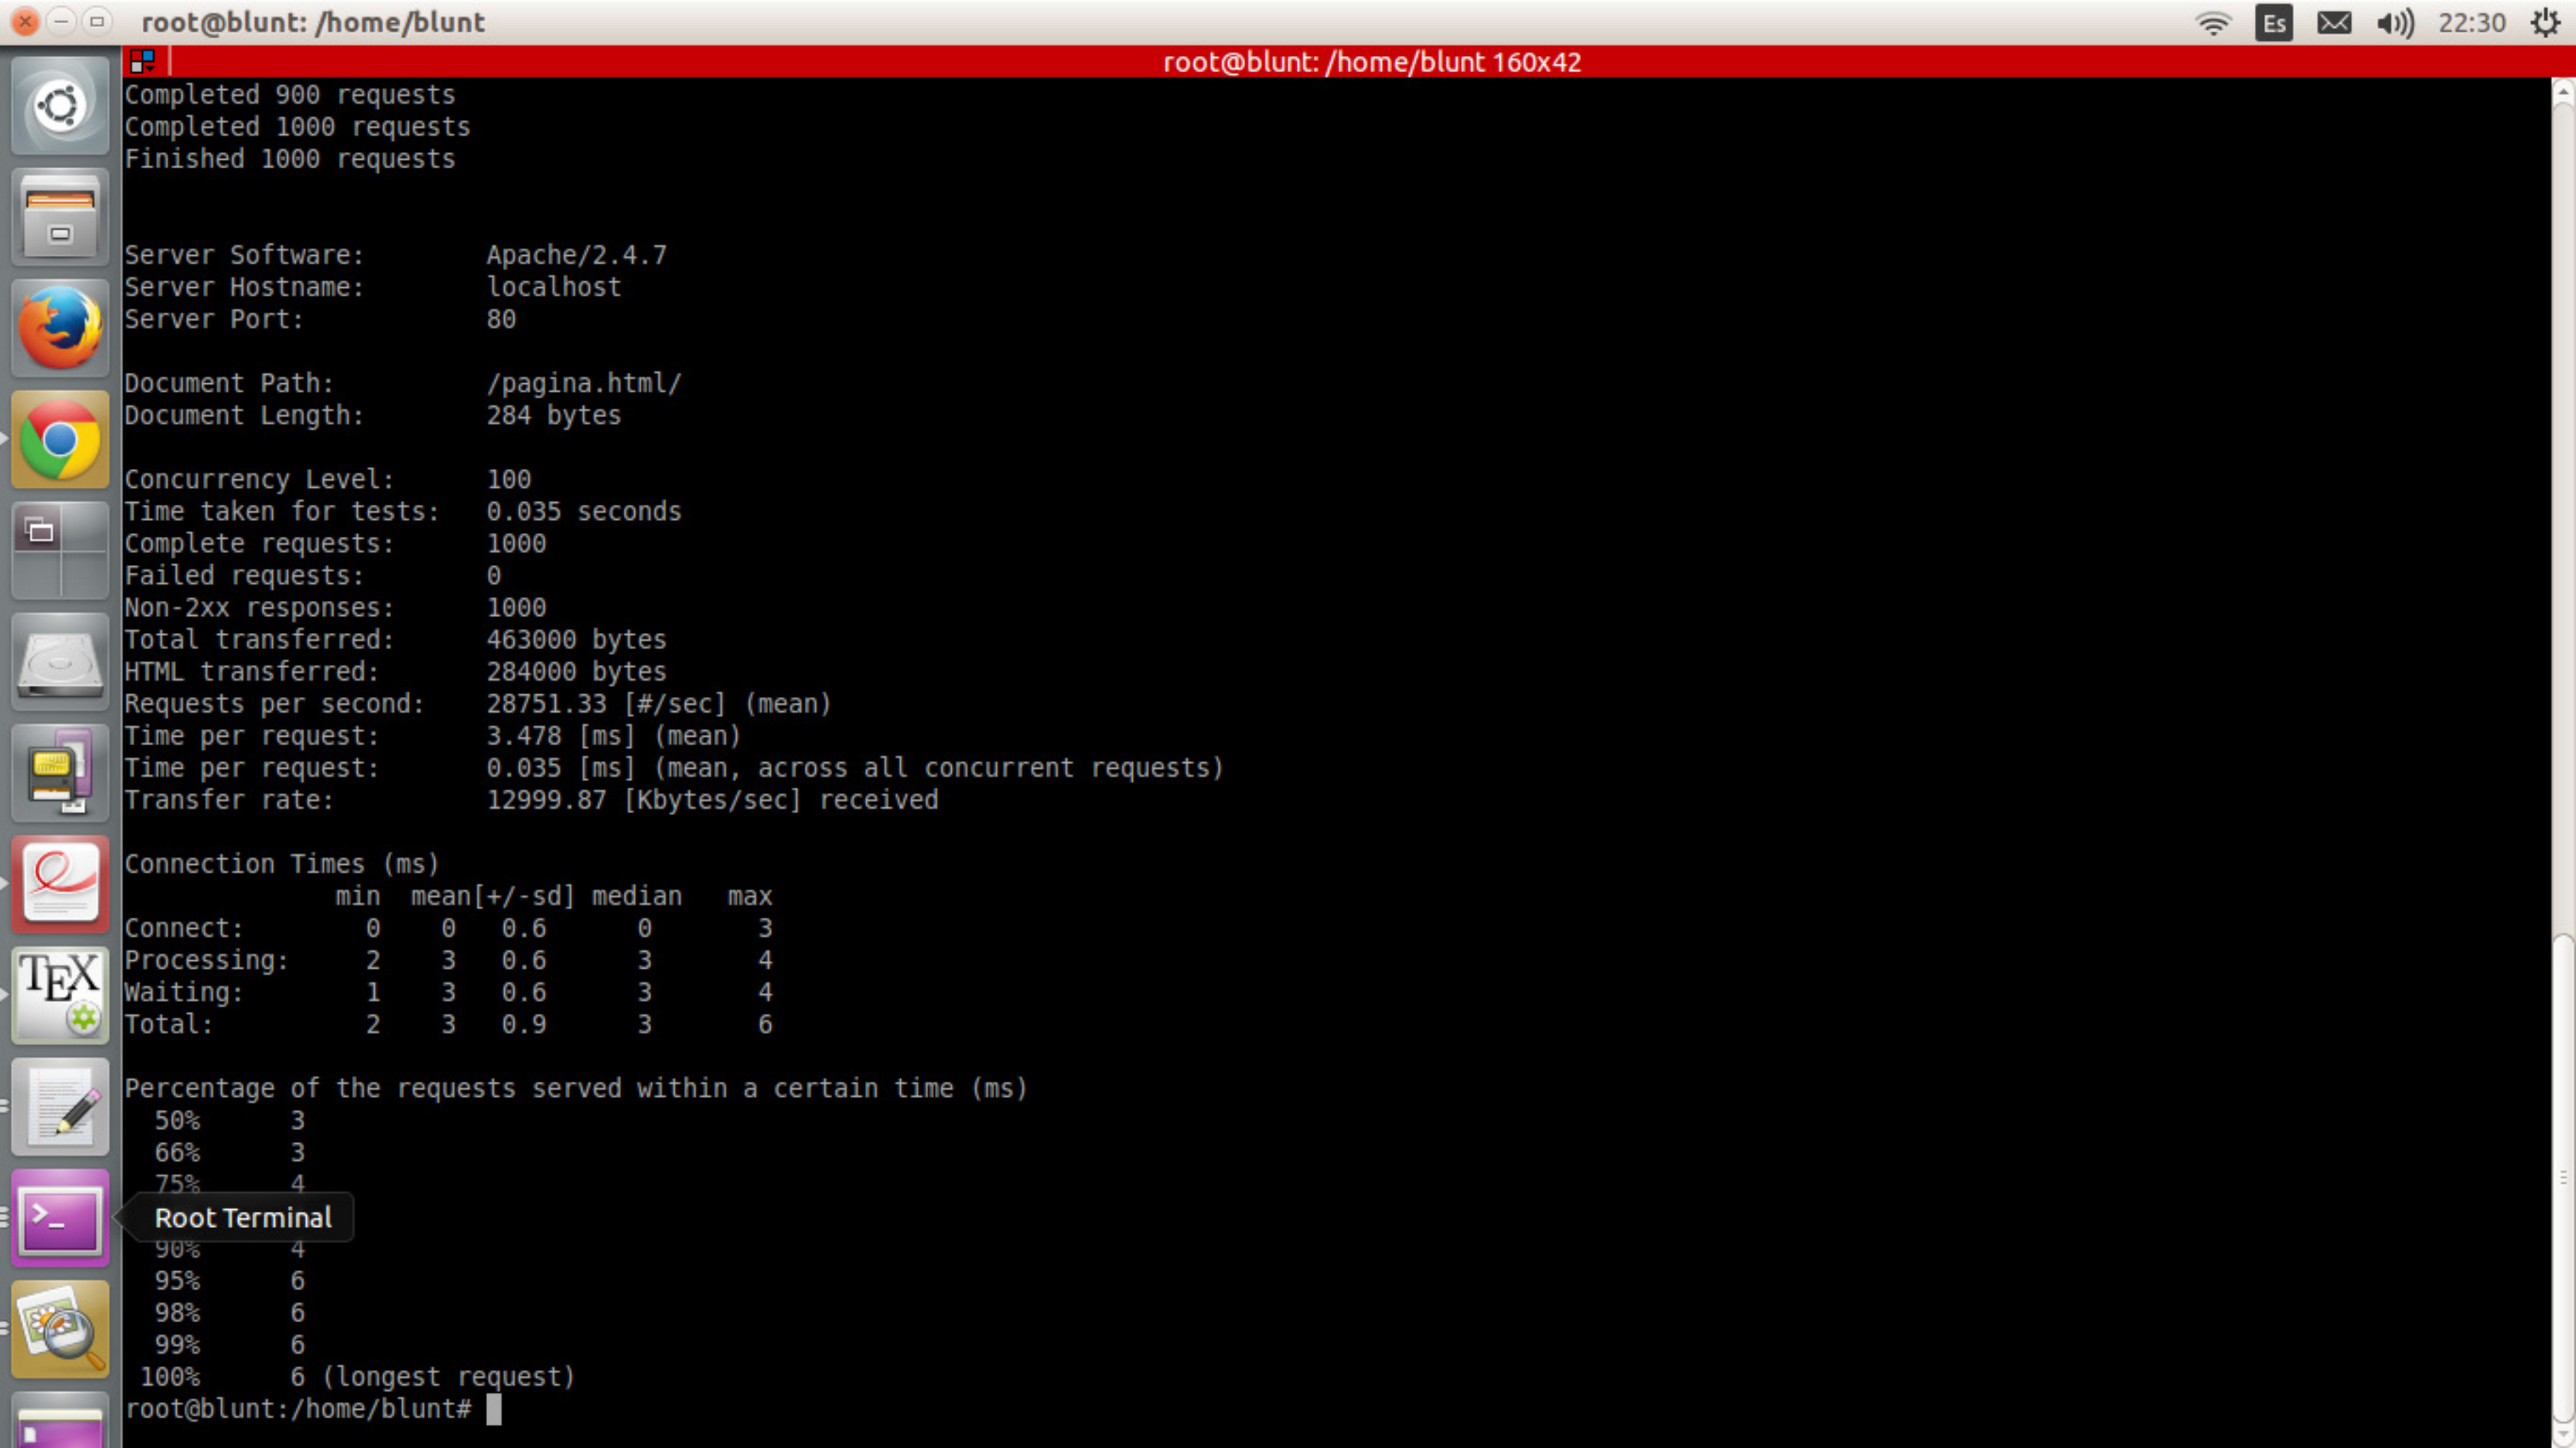 root@blunt: /home/blunt
Es
22:30
root@blunt: /home/blunt 160x42
Completed 900 requests
Completed 1000 requests
Finished 1000 requests
Server Software: Apache/2.4.7
Server Hostname: localhost
Server Port: 80
Document Path: /pagina.html/
Document Length: 284 bytes
Concurrency Level: 100
Time taken for tests: 0.035 seconds
Complete requests: 1000
Failed requests: 0
Non-2xx responses: 1000
Total transferred: 463000 bytes
HTML transferred: 284000 bytes
Requests per second: 28751.33 [#/sec] (mean)
Time per request: 3.478 [ms] (mean)
Time per request: 0.035 [ms] (mean, across all concurrent requests)
Transfer rate: 12999.87 [Kbytes/sec] received
Connection Times (ms)
min mean[+/-sd] median max
Connect: 0 0 0.6 0 3
Processing: 2 3 0.6 3 4
Waiting: 1 3 0.6 3 4
Total: 2 3 0.9 3 6
Percentage of the requests served within a certain time (ms)
50% 3
66% 3
75% 4
Root Terminal
90% 4
95% 6
98% 6
99% 6
100% 6 (longest request)
root@blunt:/home/blunt#
TEX